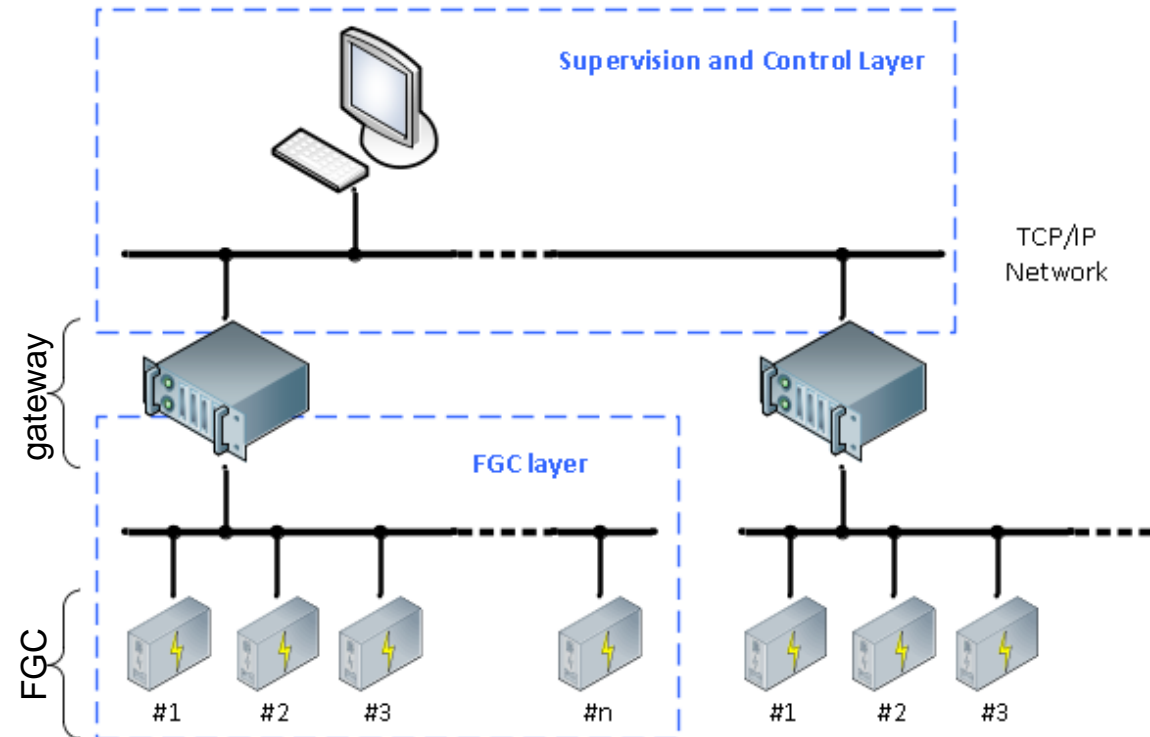 Supervision and Control Layer
TCP/IP
Network
gateway
FGC layer
FGC
#1
#2
#3
#n
#1
#2
#3